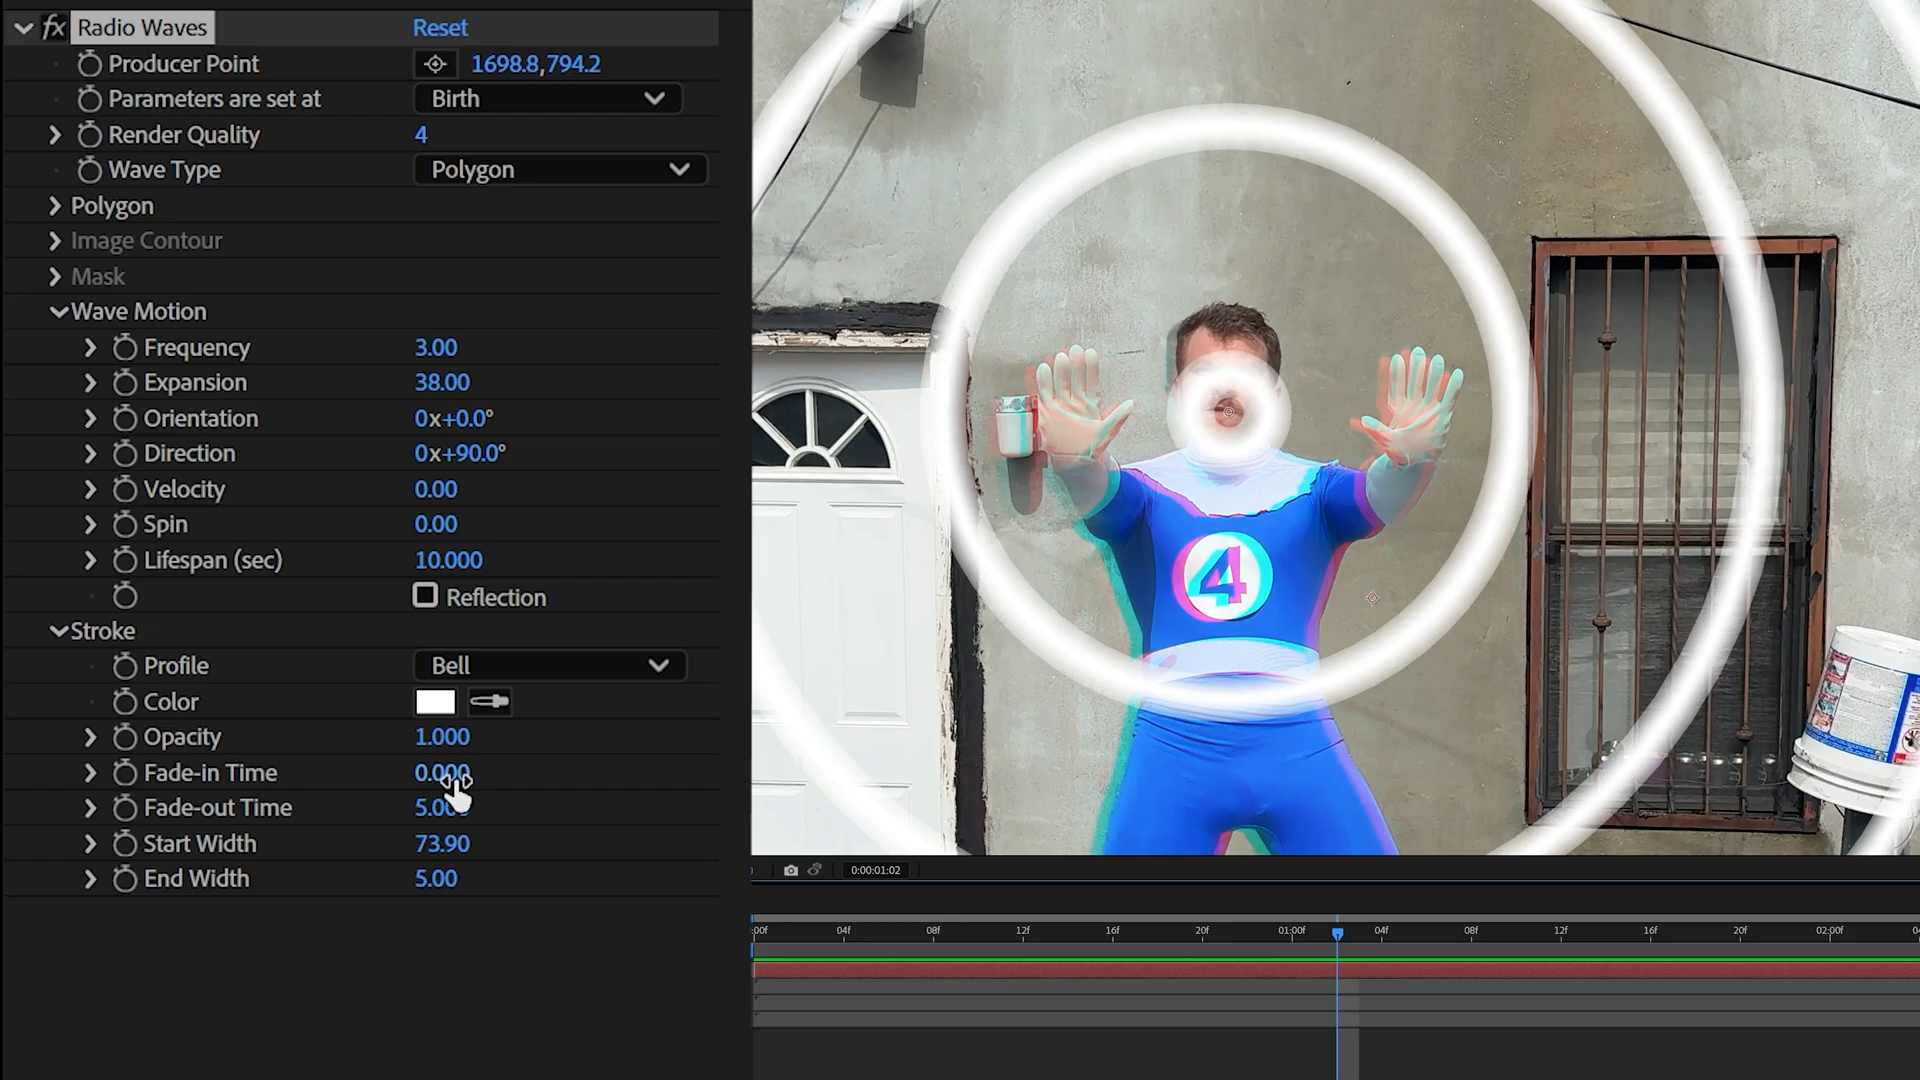 fx Radio Waves Reset
Producer Point 1698.8,794.2
Parameters are set at Birth
Render Quality 4
Wave Type Polygon
Polygon
Image Contour
Mask
Wave Motion
Frequency 3.00
Expansion 38.00
Orientation 0x+0.0°
Direction 0x+90.0°
Velocity 0.00
Spin 0.00
Lifespan (sec) 10.000
Reflection
Stroke
Profile Bell
Color
Opacity 1.000
Fade-in Time 0.000
Fade-out Time
Start Width 73.90
End Width 5.00
4
0:00:01:02
:00f 04f 08f 12f 16f 20f 01:00f 04f 08f 12f 16f 20f 02:00f